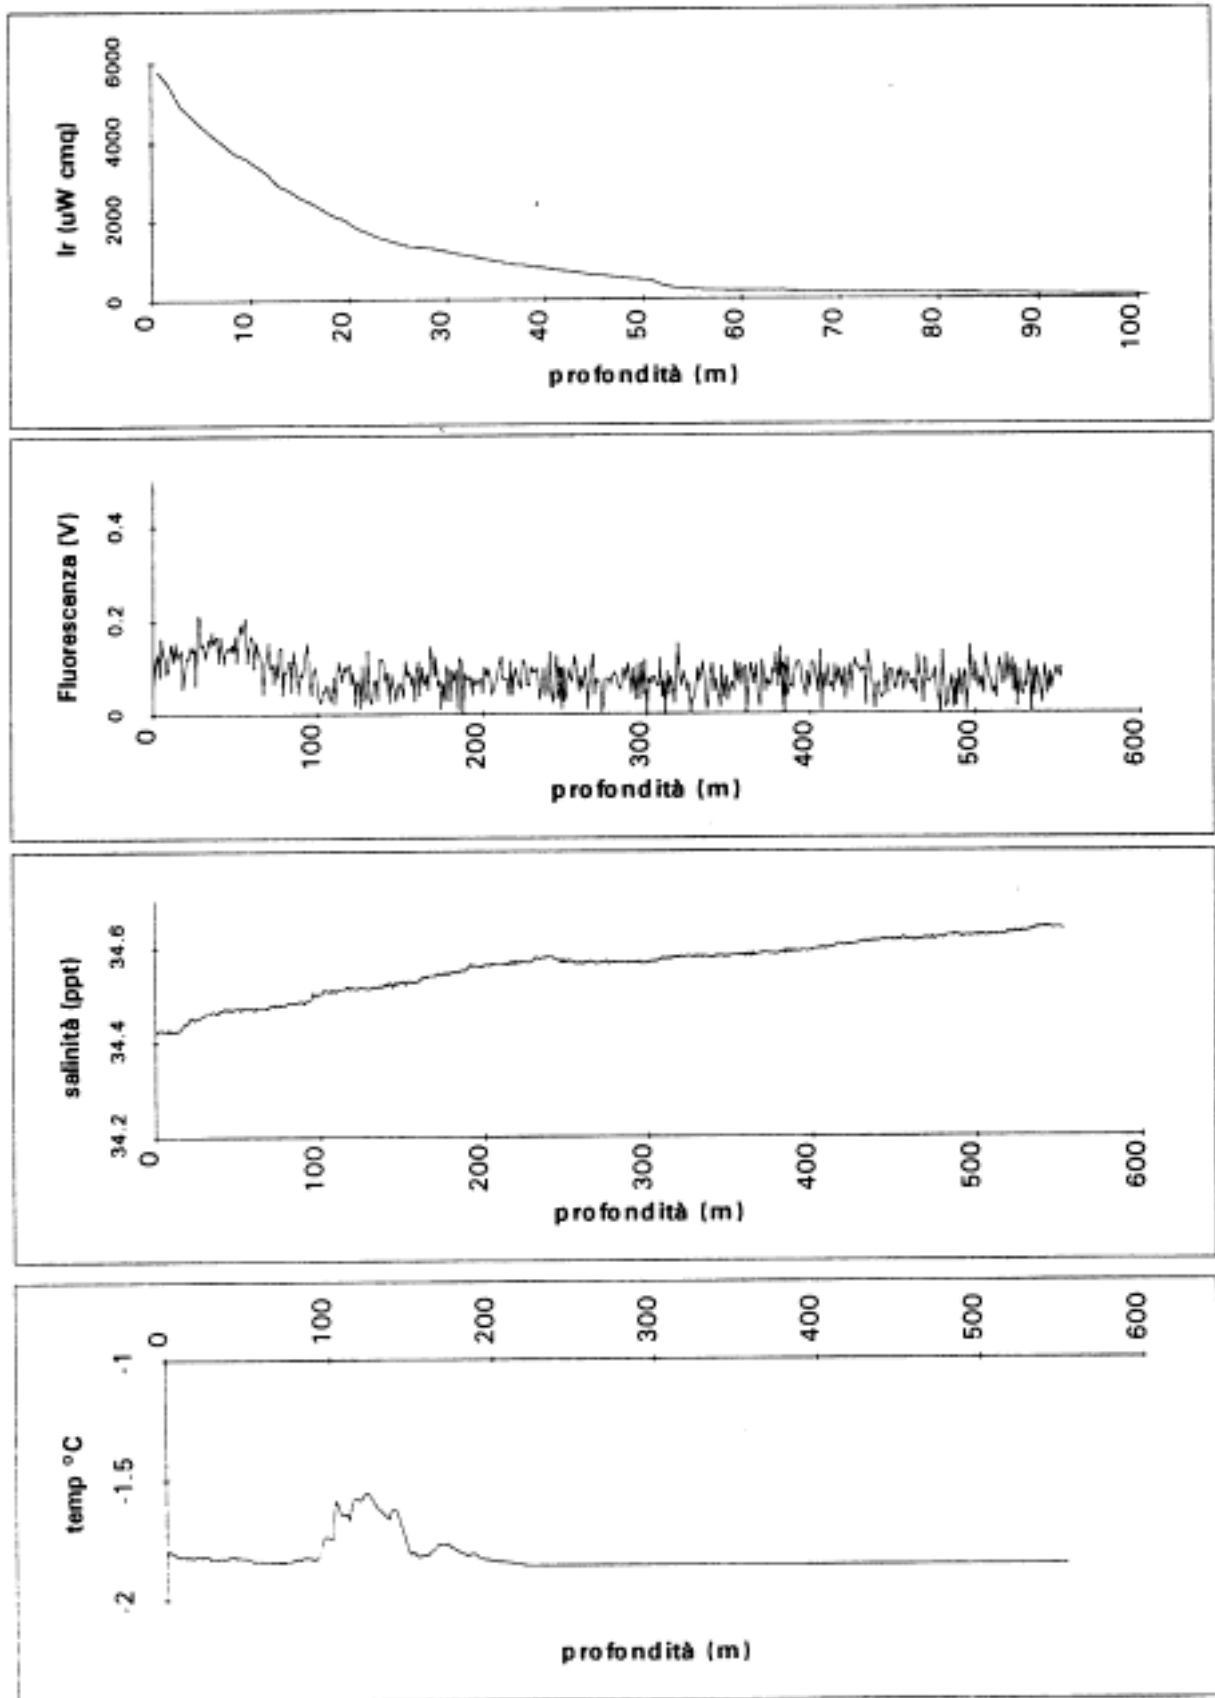 Ir (uW cmq)
6000
4000
2000
0
0 10 20 30 40 50 60 70 80 90 100
profondità (m)
Fluorescenza (V)
0.4
0.2
0
0 100 200 300 400 500 600
profondità (m)
salinità (ppt)
34.6
34.4
34.2
0 100 200 300 400 500 600
profondità (m)
0 100 200 300 400 500 600
temp °C
-1
-1.5
-2
profondità (m)